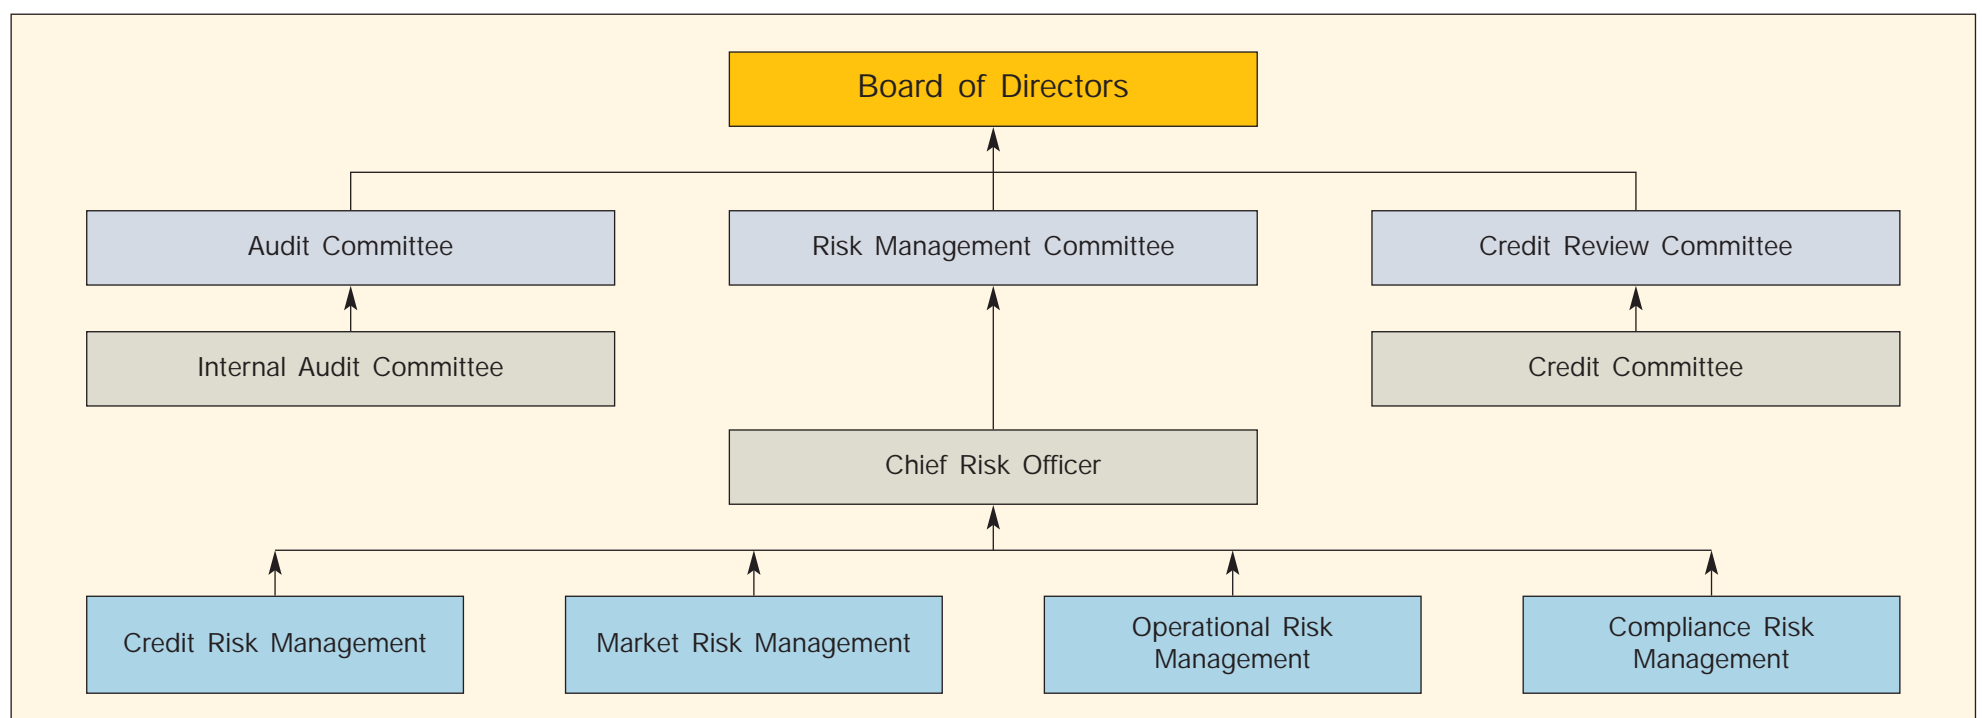 Board of Directors
Audit Committee
Risk Management Committee
Credit Review Committee
Internal Audit Committee
Credit Committee
Chief Risk Officer
Credit Risk Management
Market Risk Management
Operational Risk
Management
Compliance Risk
Management